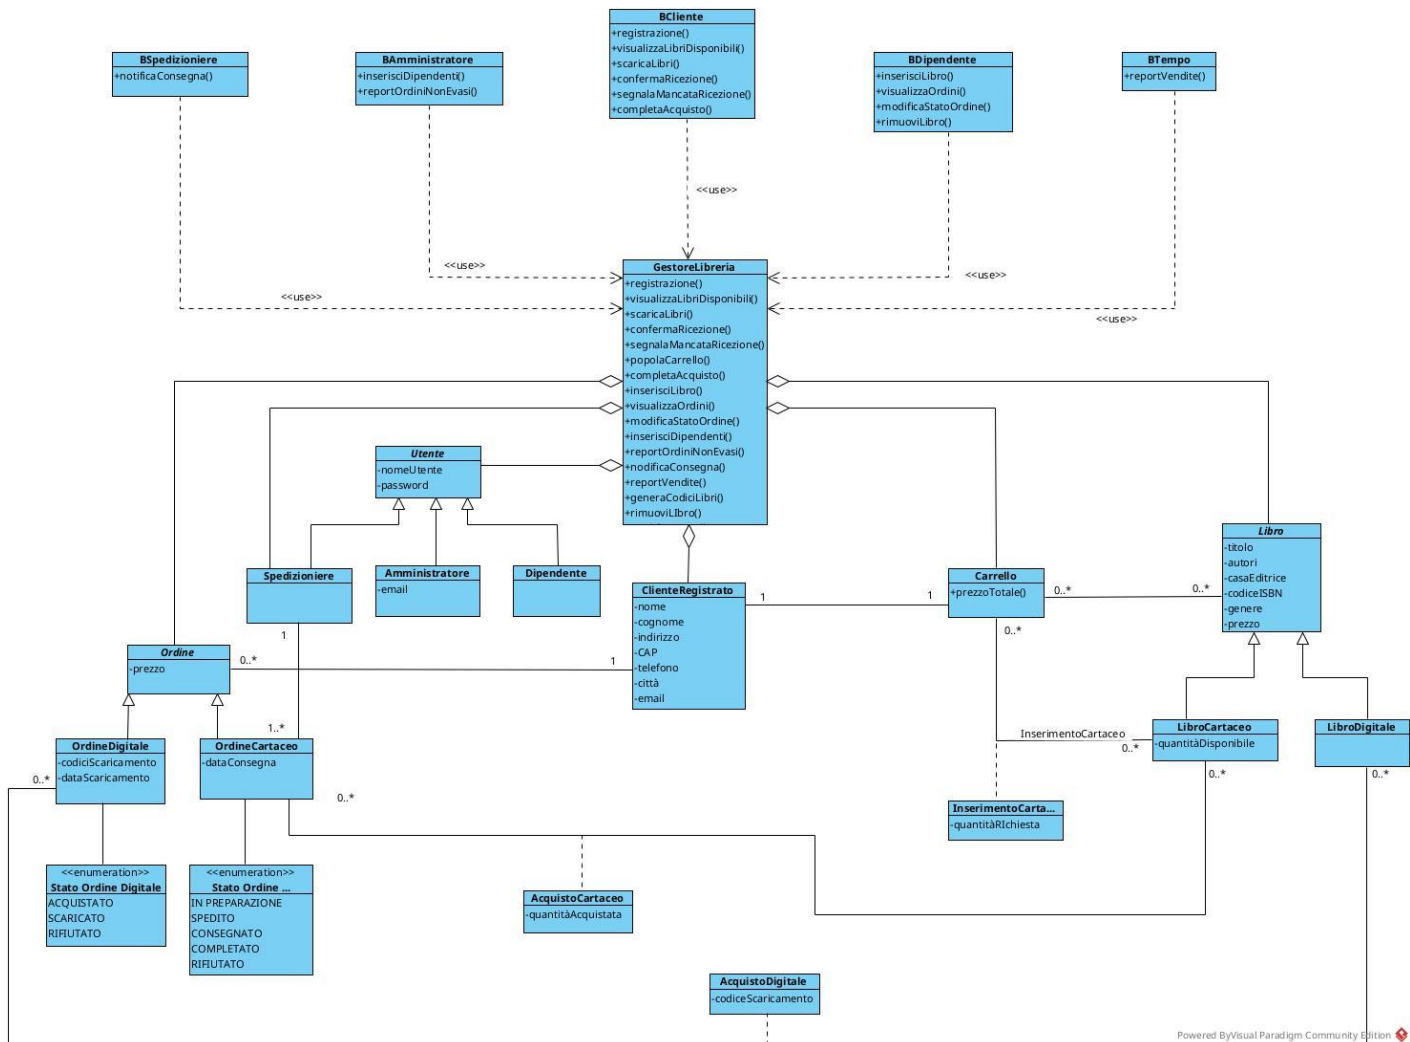 BCliente
+registrazione()
+visualizzaLibriDisponibili()
+scaricaLibri()
+confermaRicezione()
+segnalaMancataRicezione()
+completaAcquisto()
BSpedizioniere
+notificaConsegna()
BAmministratore
+inserisciDipendenti()
+reportOrdiniNonEvasi()
BDipendente
+inserisciLibro()
+visualizzaOrdini()
+modificaStatoOrdine()
+rimuoviLibro()
BTempo
+reportVendite()
<<use>>
<<use>>
<<use>>
<<use>>
<<use>>
GestoreLibreria
+registrazione()
+visualizzaLibriDisponibili()
+scaricaLibri()
+confermaRicezione()
+segnalaMancataRicezione()
+popolaCarrello()
+completaAcquisto()
+inserisciLibro()
+visualizzaOrdini()
+modificaStatoOrdine()
+inserisciDipendenti()
+reportOrdiniNonEvasi()
+nodificaConsegna()
+reportVendite()
+generaCodiciLibri()
+rimuoviLIbro()
Utente
-nomeUtente
-password
Spedizioniere
Amministratore
-email
Dipendente
ClienteRegistrato
-nome
-cognome
-indirizzo
-CAP
-telefono
-città
-email
1
1
Carrello
+prezzoTotale()
0..*
0..*
0..*
Libro
-titolo
-autori
-casaEditrice
-codiceISBN
-genere
-prezzo
1
Ordine
-prezzo
0..*
1
1..*
OrdineDigitale
-codiciScaricamento
-dataScaricamento
0..*
OrdineCartaceo
-dataConsegna
0..*
InserimentoCartaceo
0..*
LibroCartaceo
-quantitàDisponibile
0..*
LibroDigitale
0..*
InserimentoCarta...
-quantitàRIchiesta
<<enumeration>>
Stato Ordine Digitale
ACQUISTATO
SCARICATO
RIFIUTATO
<<enumeration>>
Stato Ordine ...
IN PREPARAZIONE
SPEDITO
CONSEGNATO
COMPLETATO
RIFIUTATO
AcquistoCartaceo
-quantitàAcquistata
AcquistoDigitale
-codiceScaricamento
Powered ByVisual Paradigm Community Edition